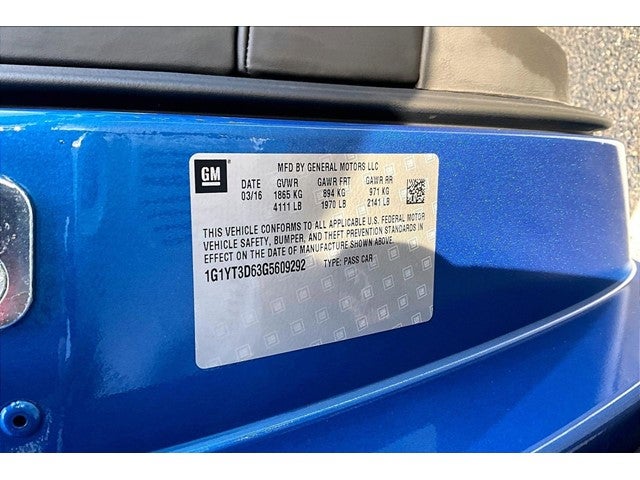 GM
MFD BY GENERAL MOTORS LLC
DATE GVWR GAWR FRT GAWR RR
03/16 1865 KG 894 KG 971 KG
4111 LB 1970 LB 2141 LB
THIS VEHICLE CONFORMS TO ALL APPLICABLE U.S. FEDERAL MOTOR
VEHICLE SAFETY, BUMPER, AND THEFT PREVENTION STANDARDS IN
EFFECT ON THE DATE OF MANUFACTURE SHOWN ABOVE.
1G1YT3D63G5609292 TYPE: PASS CAR